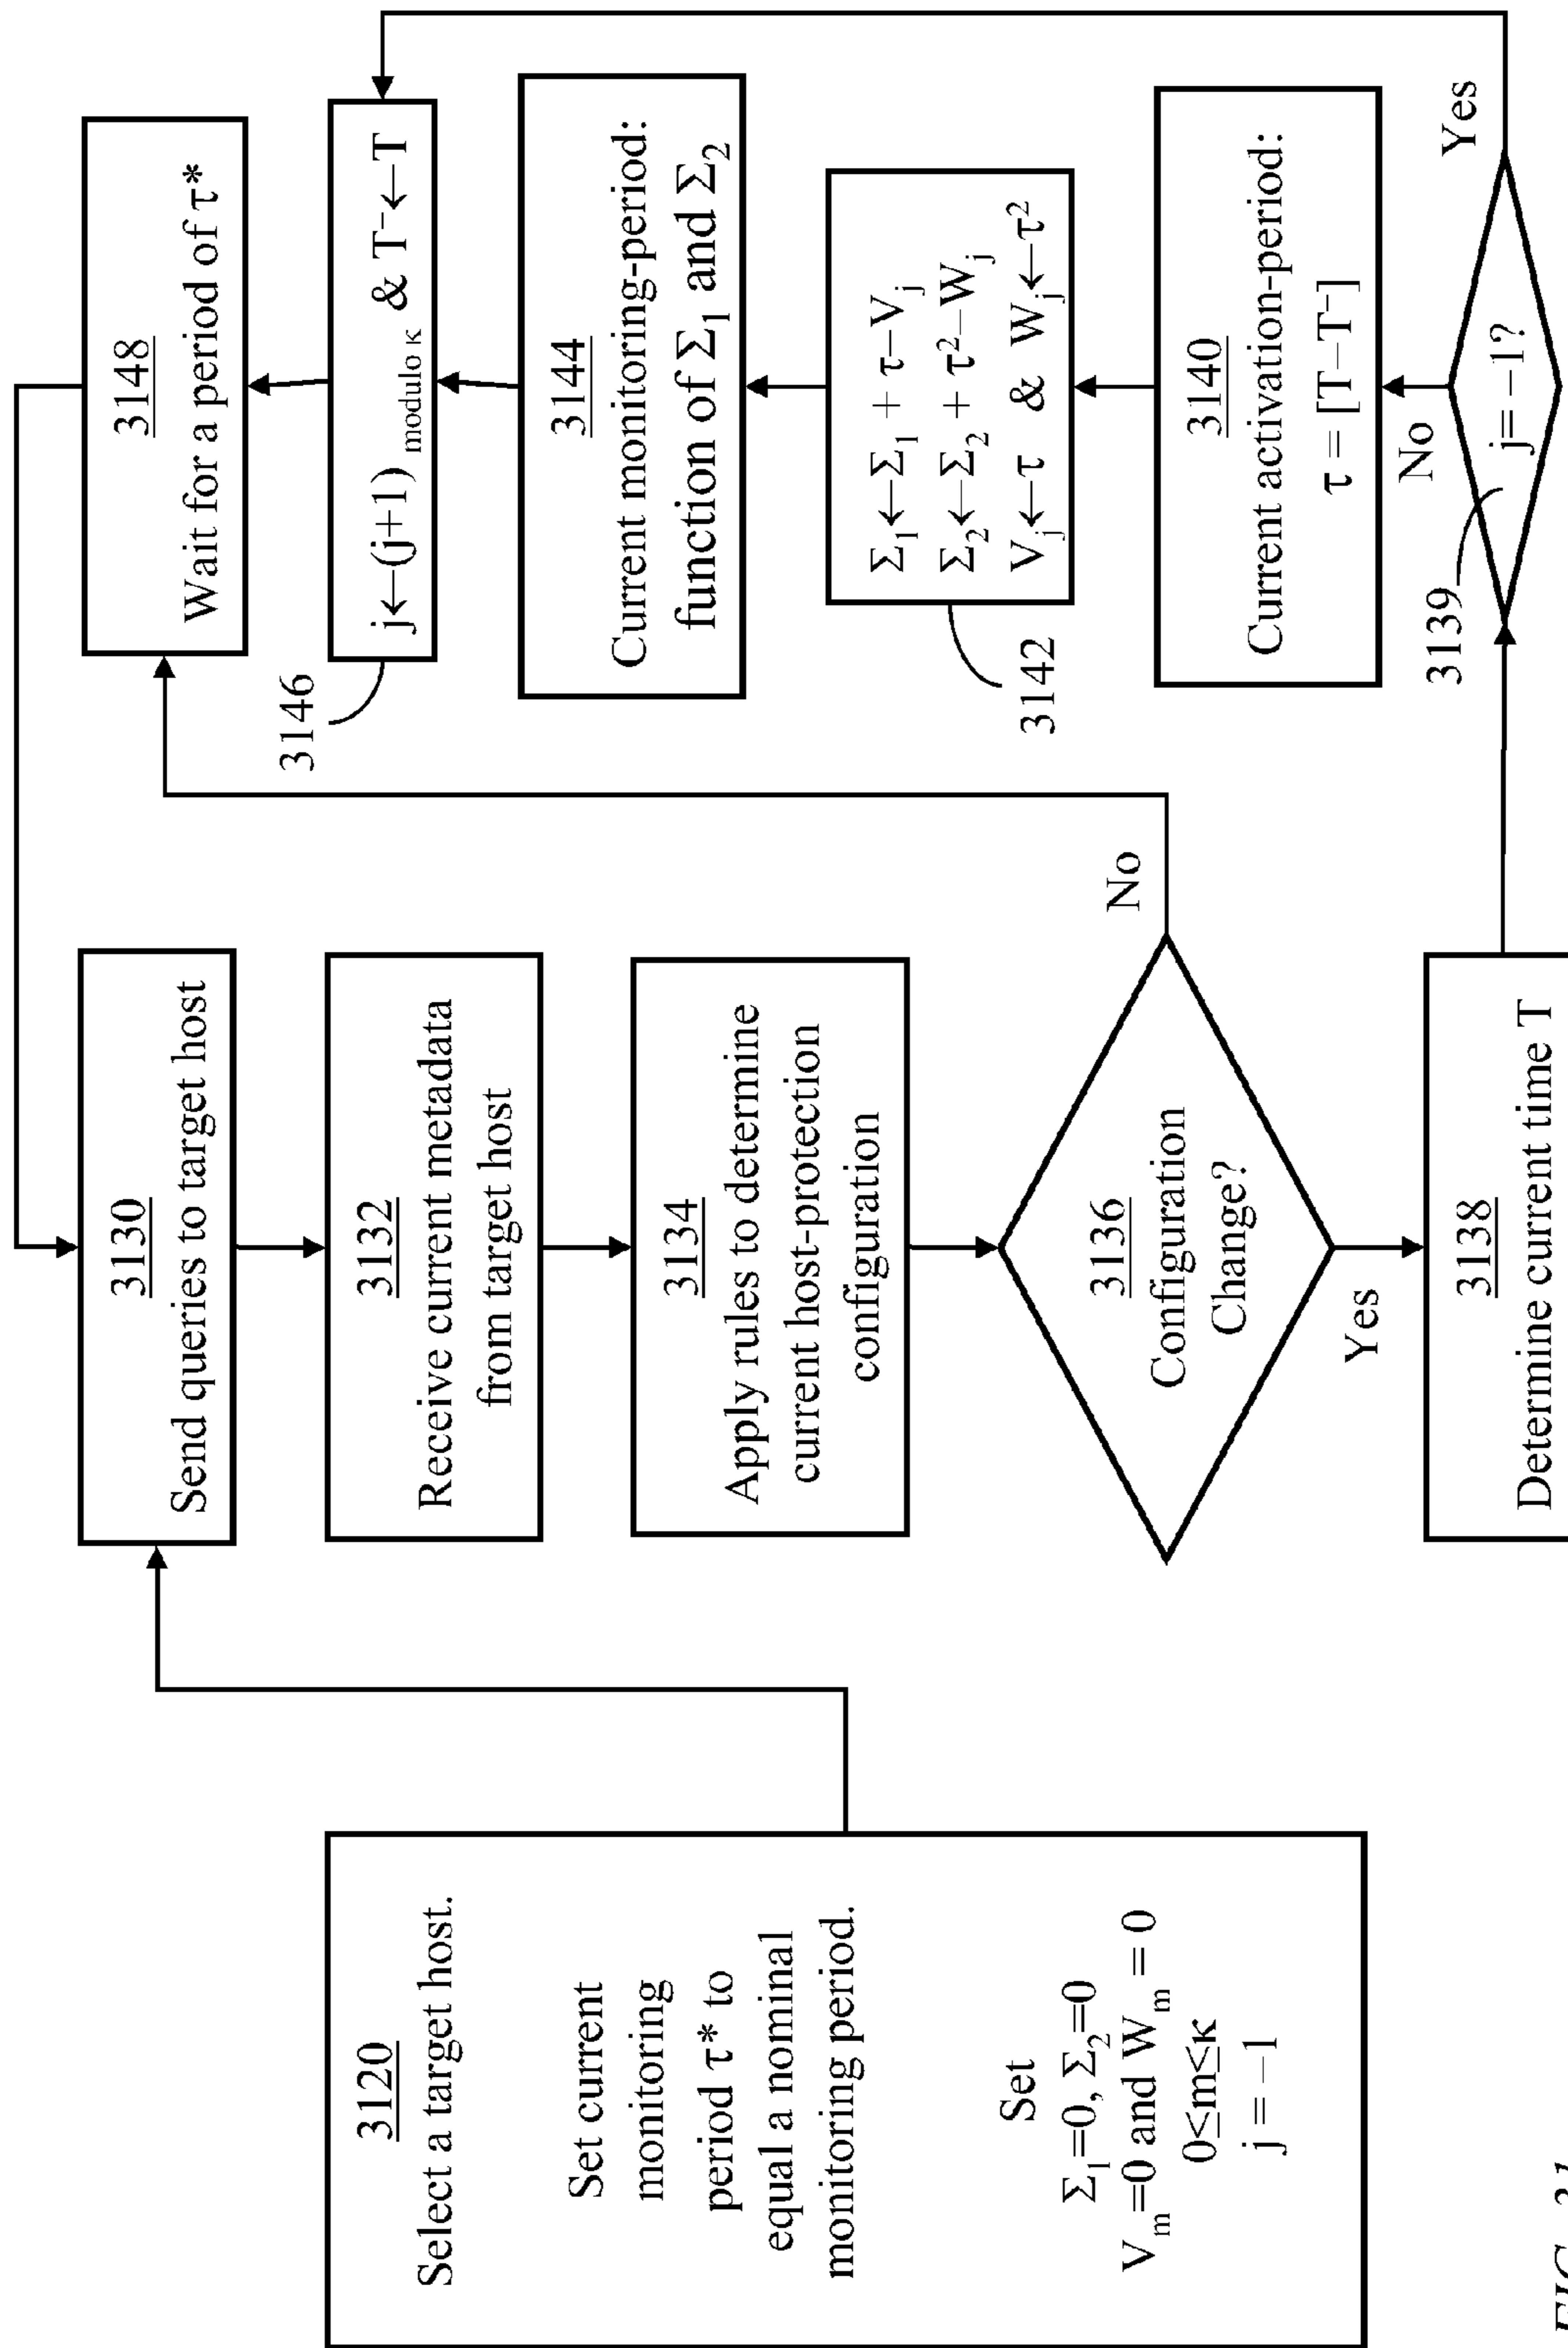 3120
Select a target host.
Set current
monitoring
period τ* to
equal a nominal
monitoring period.
Set
Σ₁=0, Σ₂=0
Vₘ=0 and Wₘ = 0
0≤m≤κ
j = −1
3130
Send queries to target host
3132
Receive current metadata
from target host
3134
Apply rules to determine
current host-protection
configuration
3136
Configuration
Change?
No
Yes
3138
Determine current time T
3148
Wait for a period of τ*
3146
j←(j+1) modulo κ & T⁻←T
3144
Current monitoring-period:
function of Σ₁ and Σ₂
3142
Σ₁←Σ₁ + τ−Vⱼ
Σ₂←Σ₂ + τ²−Wⱼ
Vⱼ←τ & Wⱼ←τ²
3140
Current activation-period:
τ = [T−T⁻]
No
Yes
3139
j= −1?
FIG. 31